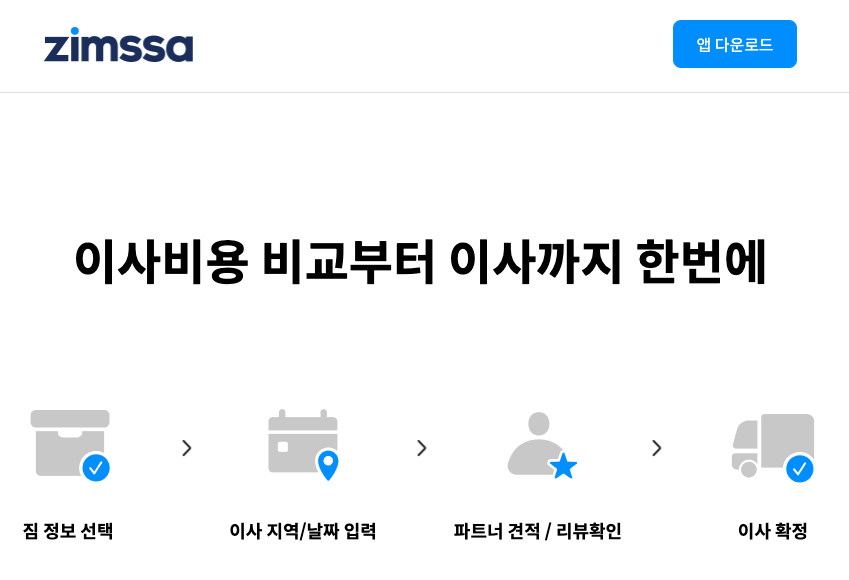 zimssa
앱 다운로드
이사비용 비교부터 이사까지 한번에
짐 정보 선택
이사 지역/날짜 입력
파트너 견적 / 리뷰확인
이사 확정